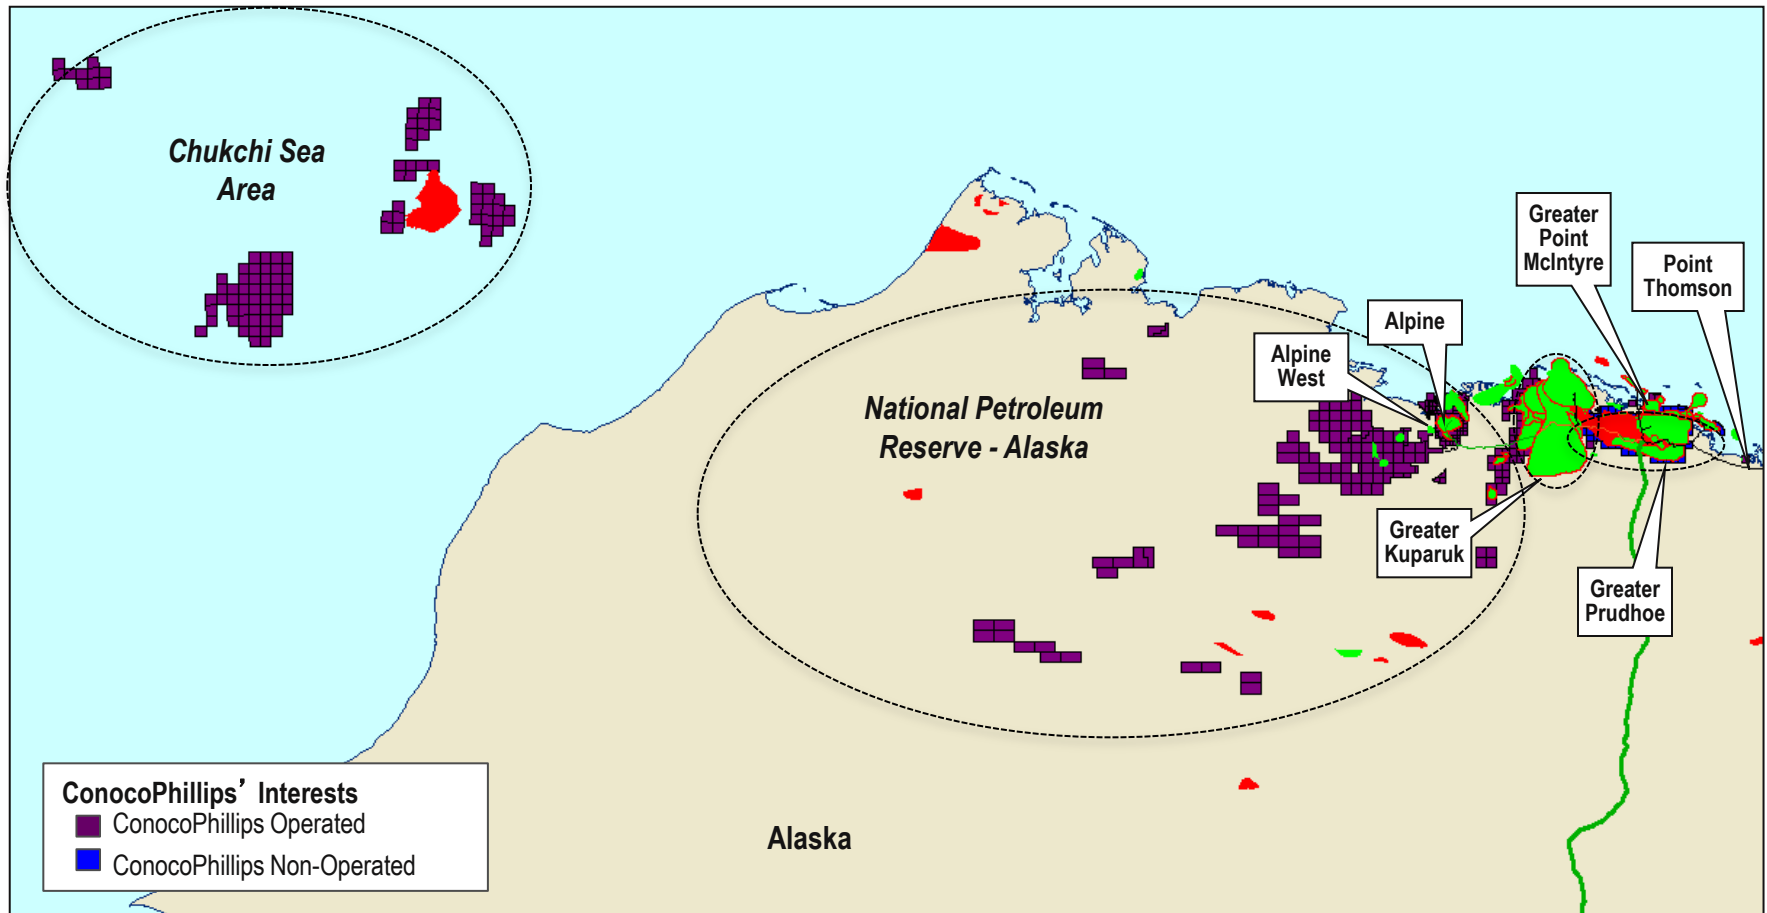 Chukchi Sea
Area
Greater
Point
McIntyre
Point
Thomson
Alpine
Alpine
West
National Petroleum
Reserve - Alaska
Greater
Kuparuk
Greater
Prudhoe
ConocoPhillips’ Interests
ConocoPhillips Operated
ConocoPhillips Non-Operated
Alaska